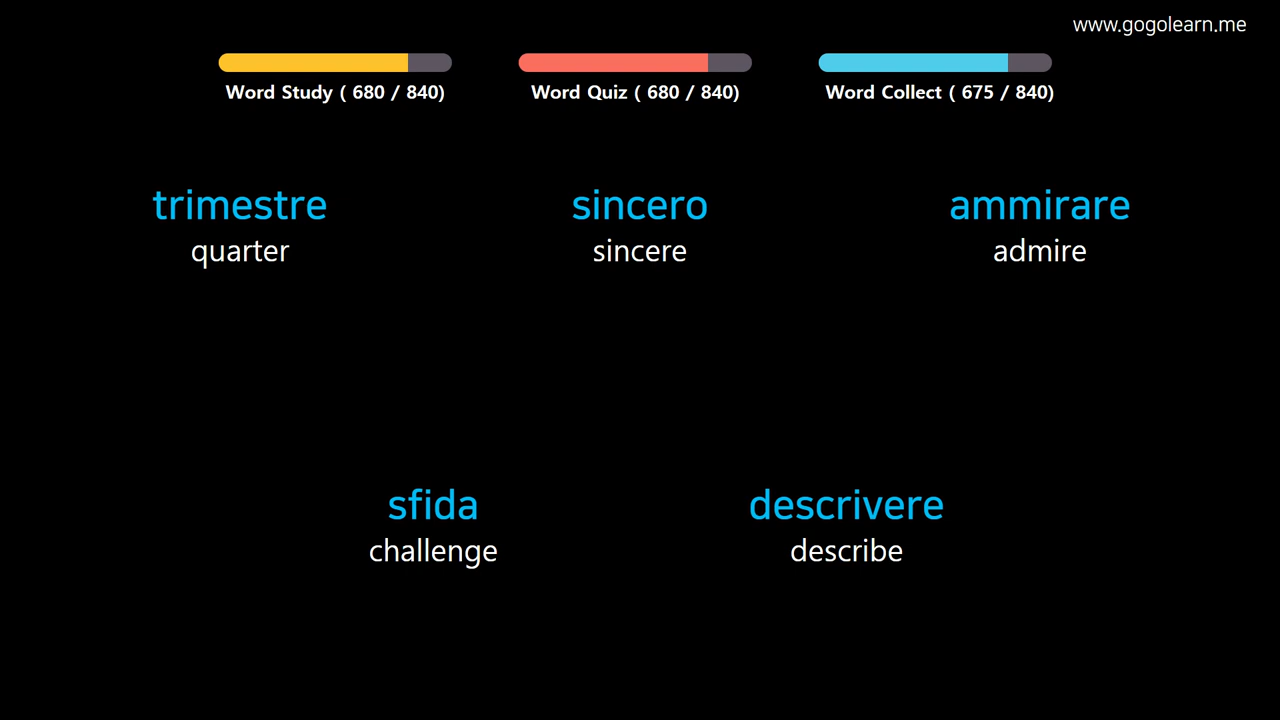 www.gogolearn.me
Word Study ( 680 / 840)
Word Quiz ( 680 / 840)
Word Collect ( 675 / 840)
trimestre
quarter
sincero
sincere
ammirare
admire
sfida
challenge
descrivere
describe